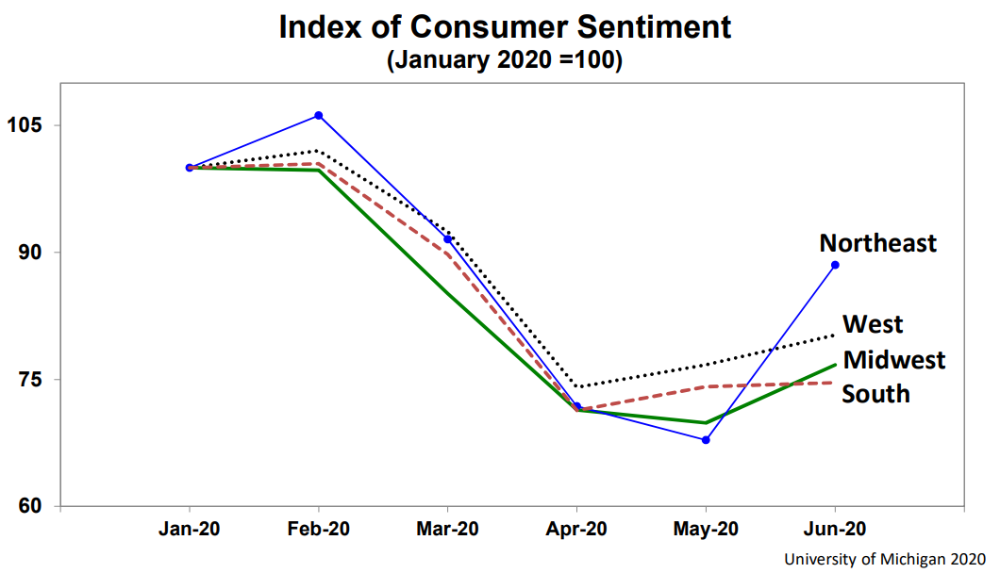 Index of Consumer Sentiment
(January 2020 =100)
105
90
75
60
Northeast
West
Midwest
South
Jan-20 Feb-20 Mar-20 Apr-20 May-20 Jun-20
University of Michigan 2020